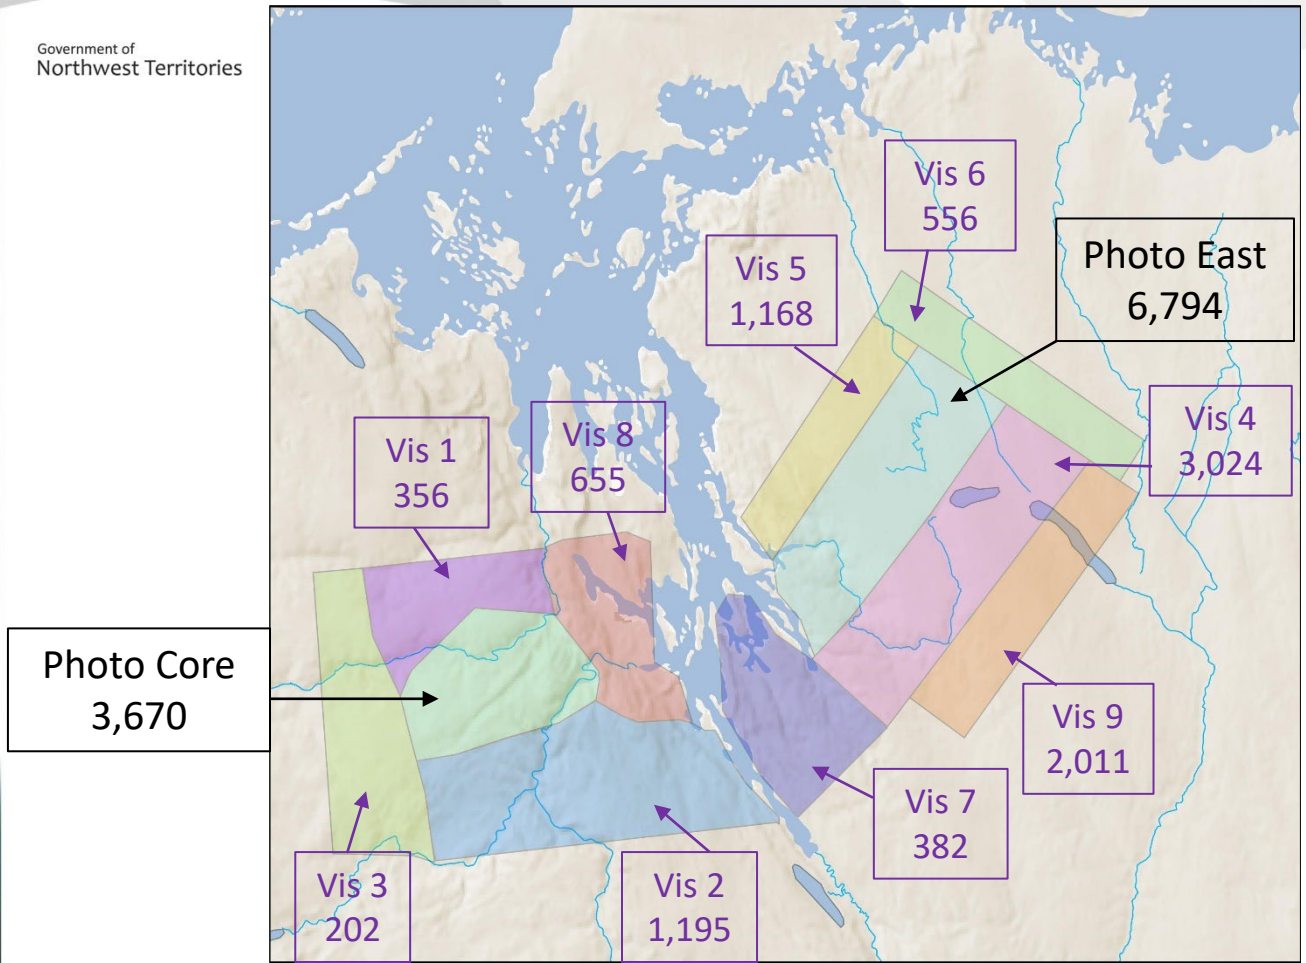 Government of
Northwest Territories
Vis 6
556
Photo East
6,794
Vis 5
1,168
Vis 4
3,024
Vis 8
655
Vis 1
356
Photo Core
3,670
Vis 9
2,011
Vis 7
382
Vis 3
202
Vis 2
1,195